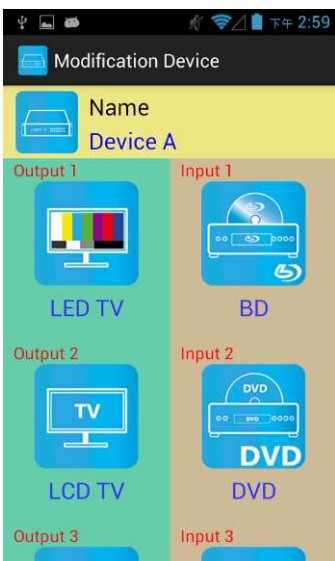 下午 2:59
Modification Device
Name
Device A
Output 1
Input 1
LED TV
BD
Output 2
Input 2
TV
DVD
DVD
DVD
LCD TV
DVD
Output 3
Input 3